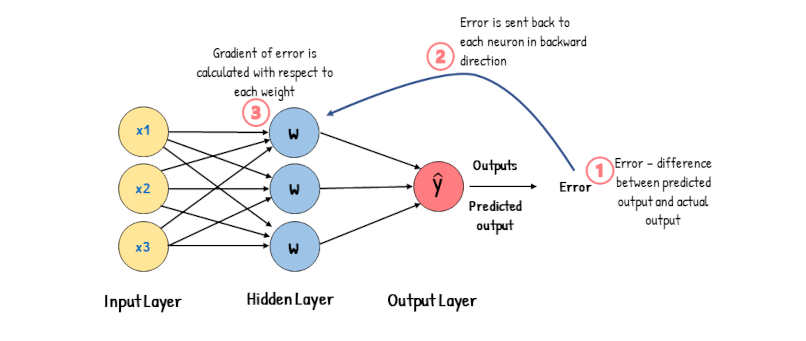 Error is sent back to
each neuron in backward
direction
2
Gradient of error is
calculated with respect to
each weight
3
x1
w
x2
w
x3
w
ŷ
Outputs
Predicted
output
Error
1
Error - difference
between predicted
output and actual
output
Input Layer
Hidden Layer
Output Layer